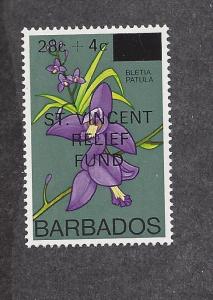 28c + 4c
BLETIA
PATULA
ST. VINCENT
RELIEF
FUND
BARBADOS